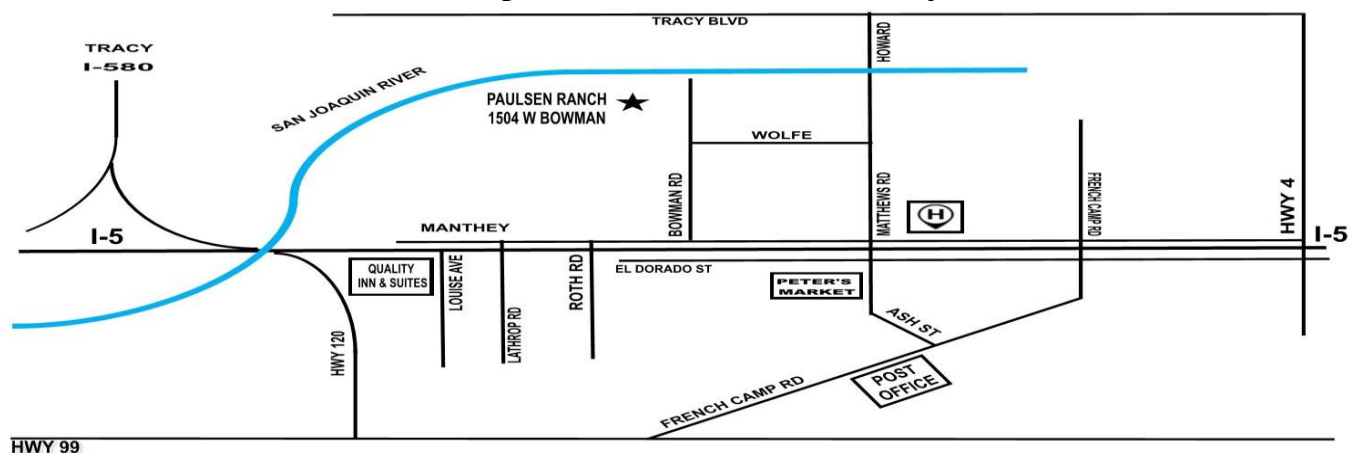 TRACY BLVD
TRACY
I-580
SAN JOAQUIN RIVER
PAULSEN RANCH
1504 W BOWMAN
HOWARD
WOLFE
BOWMAN RD
MATTHEWS RD
H
FRENCH CAMP RD
HWY 4
I-5
MANTHEY
I-5
QUALITY
INN & SUITES
LOUISE AVE
LATHROP RD
ROTH RD
EL DORADO ST
PETER'S
MARKET
ASH ST
HWY 120
FRENCH CAMP RD
POST
OFFICE
HWY 99